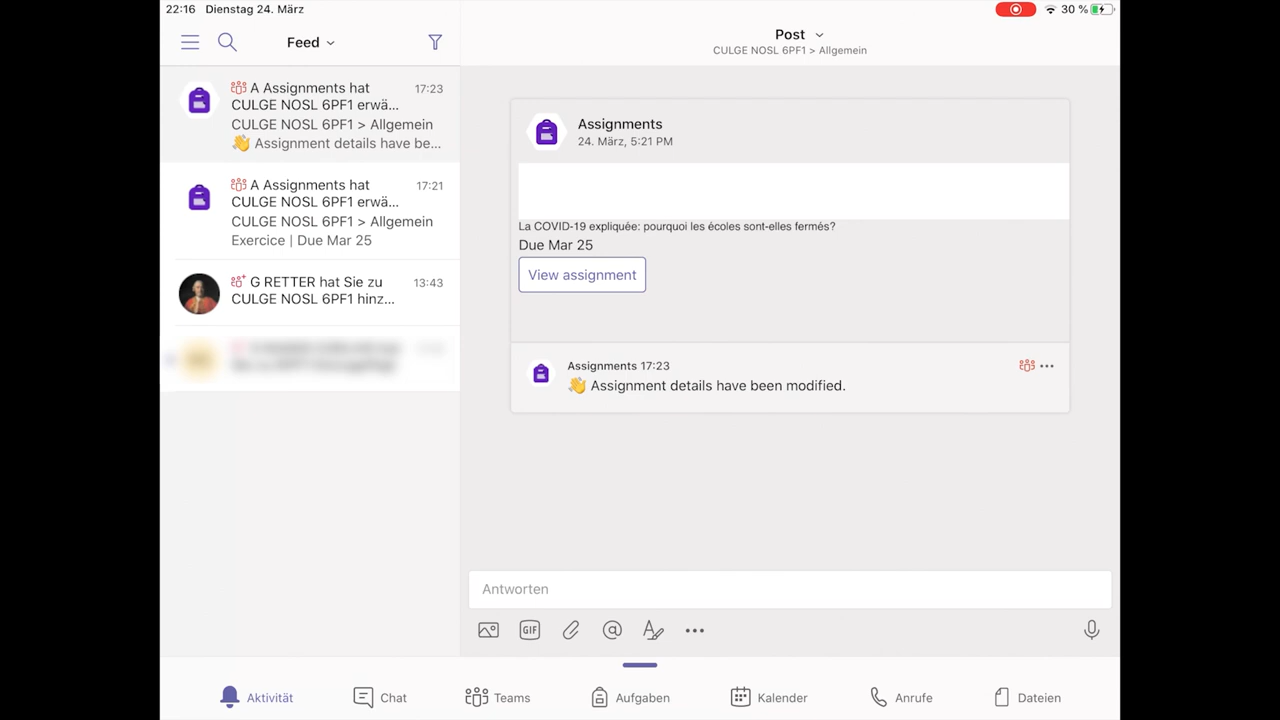 22:16 Dienstag 24. März
30 %
Feed
A Assignments hat
17:23
CULGE NOSL 6PF1 erwä...
CULGE NOSL 6PF1 > Allgemein
👋 Assignment details have be...
A Assignments hat
17:21
CULGE NOSL 6PF1 erwä...
CULGE NOSL 6PF1 > Allgemein
Exercice | Due Mar 25
G RETTER hat Sie zu
13:43
CULGE NOSL 6PF1 hinz...
Post
CULGE NOSL 6PF1 > Allgemein
Assignments
24. März, 5:21 PM
La COVID-19 expliquée: pourquoi les écoles sont-elles fermés?
Due Mar 25
View assignment
Assignments 17:23
👋 Assignment details have been modified.
Antworten
GIF
Aktivität
Chat
Teams
Aufgaben
Kalender
Anrufe
Dateien